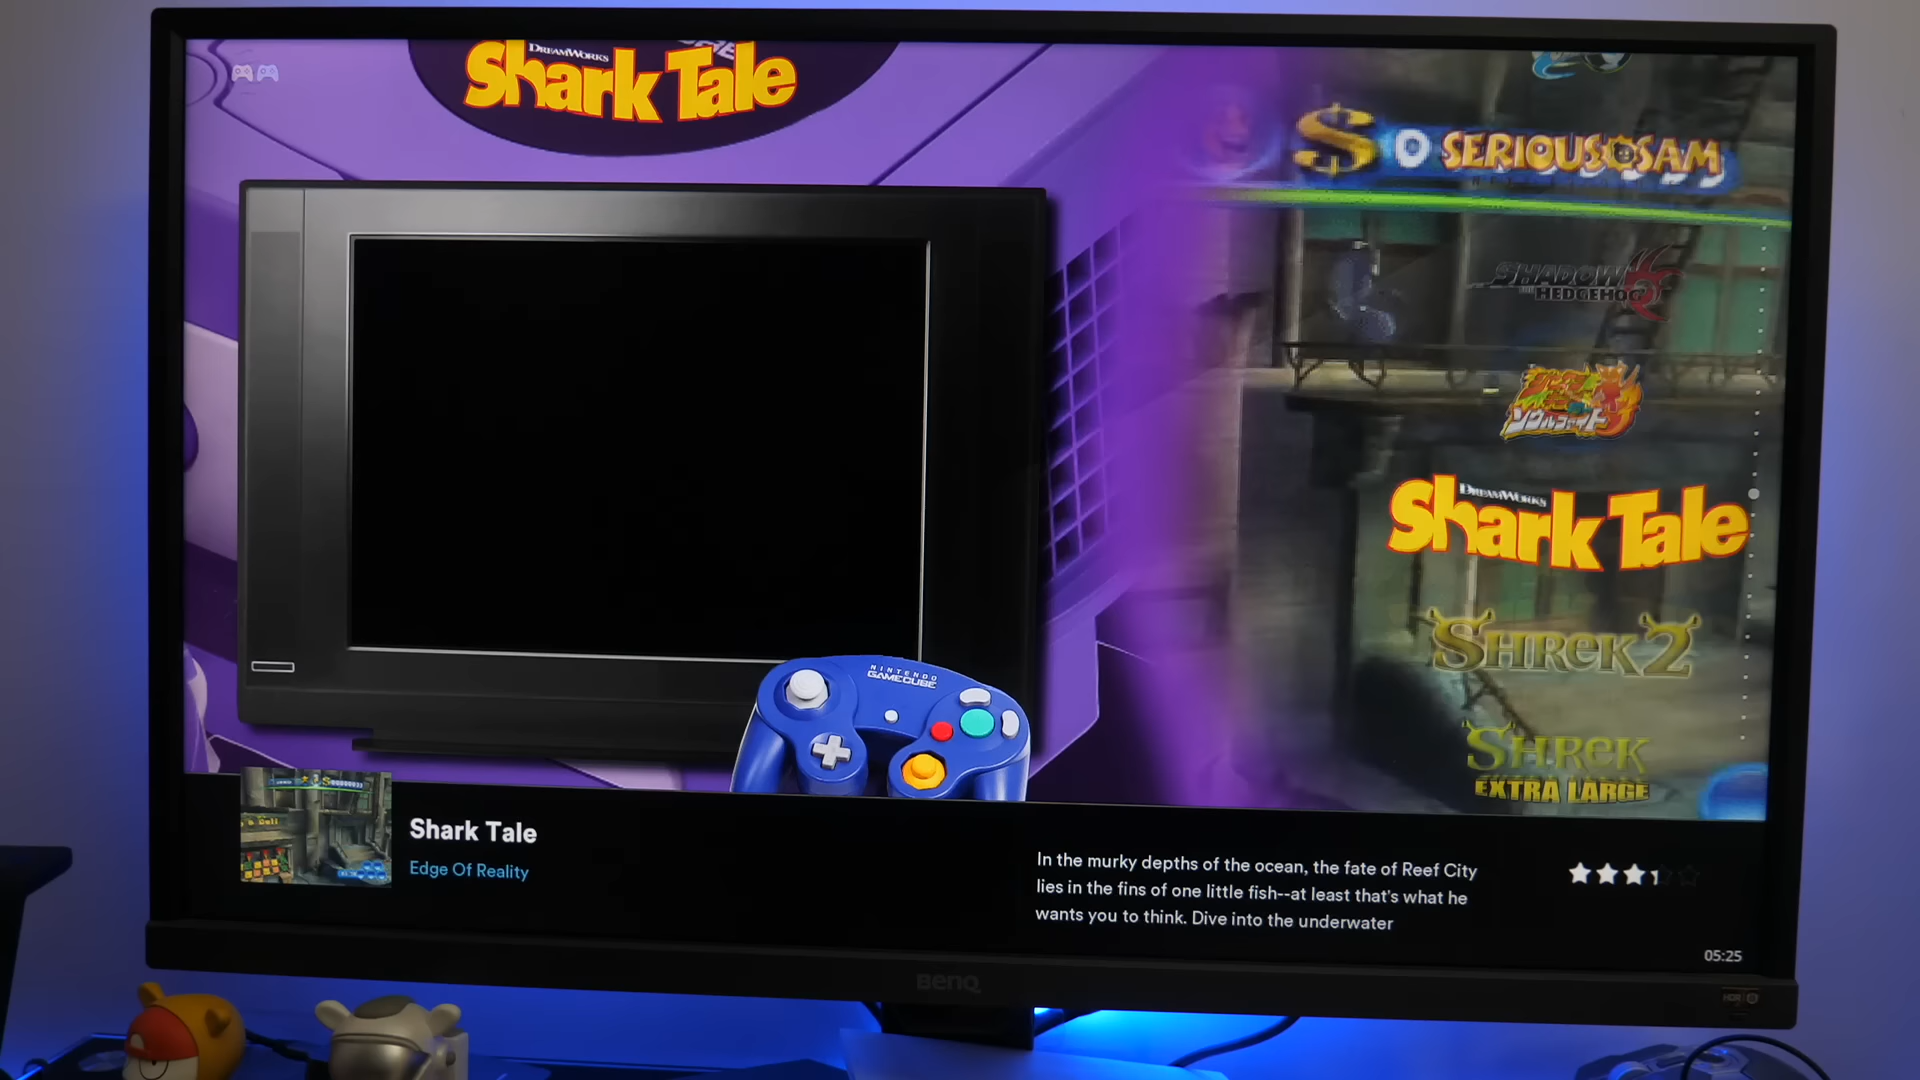 DREAMWORKS
Shark Tale
$ 0 SERIOUS SAM
SHADOW
THE HEDGEHOG
DREAMWORKS
Shark Tale
SHREK 2
SHREK
EXTRA LARGE
NINTENDO
GAMECUBE
Shark Tale
Edge Of Reality
In the murky depths of the ocean, the fate of Reef City
lies in the fins of one little fish--at least that's what he
wants you to think. Dive into the underwater
05:25
BenQ
HDR